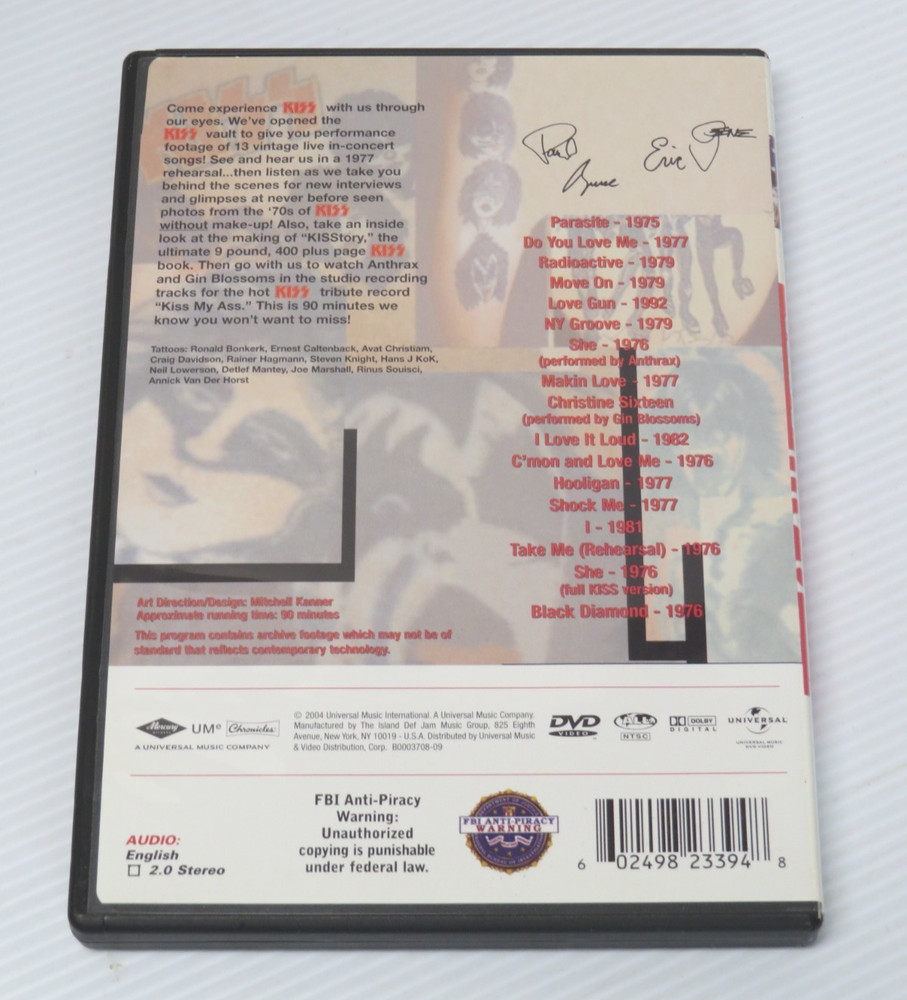 Come experience KISS with us through
our eyes. We've opened the
KISS vault to give you performance
footage of 13 vintage live in-concert
songs! See and hear us in a 1977
rehearsal...then listen as we take you
behind the scenes for new interviews
and glimpses at never before seen
photos from the '70s of KISS
without make-up! Also, take an inside
look at the making of "KISStory," the
ultimate 9 pound, 400 plus page KISS
book. Then go with us to watch Anthrax
and Gin Blossoms in the studio recording
tracks for the hot KISS tribute record
"Kiss My Ass." This is 90 minutes we
know you won't want to miss!
Tattoos: Ronald Bonkerk, Ernest Caltenback, Avat Christiam,
Craig Davidson, Rainer Hagmann, Steven Knight, Hans J KoK,
Neil Lowerson, Detlef Mantey, Joe Marshall, Rinus Souisci,
Annick Van Der Horst
Paul
Bruce
Eric
GENE
Parasite - 1975
Do You Love Me - 1977
Radioactive - 1979
Move On - 1979
Love Gun - 1992
NY Groove - 1979
She - 1976
(performed by Anthrax)
Makin Love - 1977
Christine Sixteen
(performed by Gin Blossoms)
I Love It Loud - 1982
C'mon and Love Me - 1976
Hooligan - 1977
Shock Me - 1977
I - 1981
Take Me (Rehearsal) - 1976
She - 1976
(full KISS version)
Black Diamond - 1976
Art Direction/Design: Mitchell Kanner
Approximate running time: 90 minutes
This program contains archive footage which may not be of
standard that reflects contemporary technology.
Mercury
UMe
Chronicles
A UNIVERSAL MUSIC COMPANY
© 2004 Universal Music International. A Universal Music Company.
Manufactured by The Island Def Jam Music Group, 825 Eighth
Avenue, New York, NY 10019 - U.S.A. Distributed by Universal Music
& Video Distribution, Corp. B0003708-09
DVD
VIDEO
ALL
NTSC
DOLBY
DIGITAL
UNIVERSAL
UNIVERSAL MUSIC
DVD VIDEO
AUDIO:
English
2.0 Stereo
FBI Anti-Piracy
Warning:
Unauthorized
copying is punishable
under federal law.
FBI ANTI-PIRACY
WARNING
6 02498 23394 8